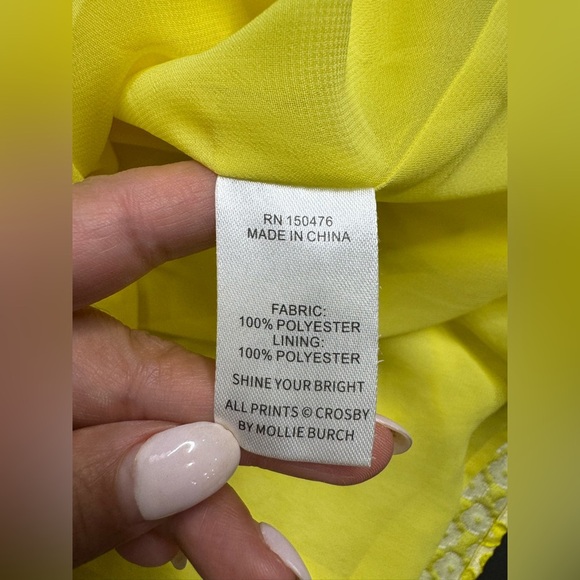 RN 150476
MADE IN CHINA
FABRIC:
100% POLYESTER
LINING:
100% POLYESTER
SHINE YOUR BRIGHT
ALL PRINTS © CROSBY
BY MOLLIE BURCH